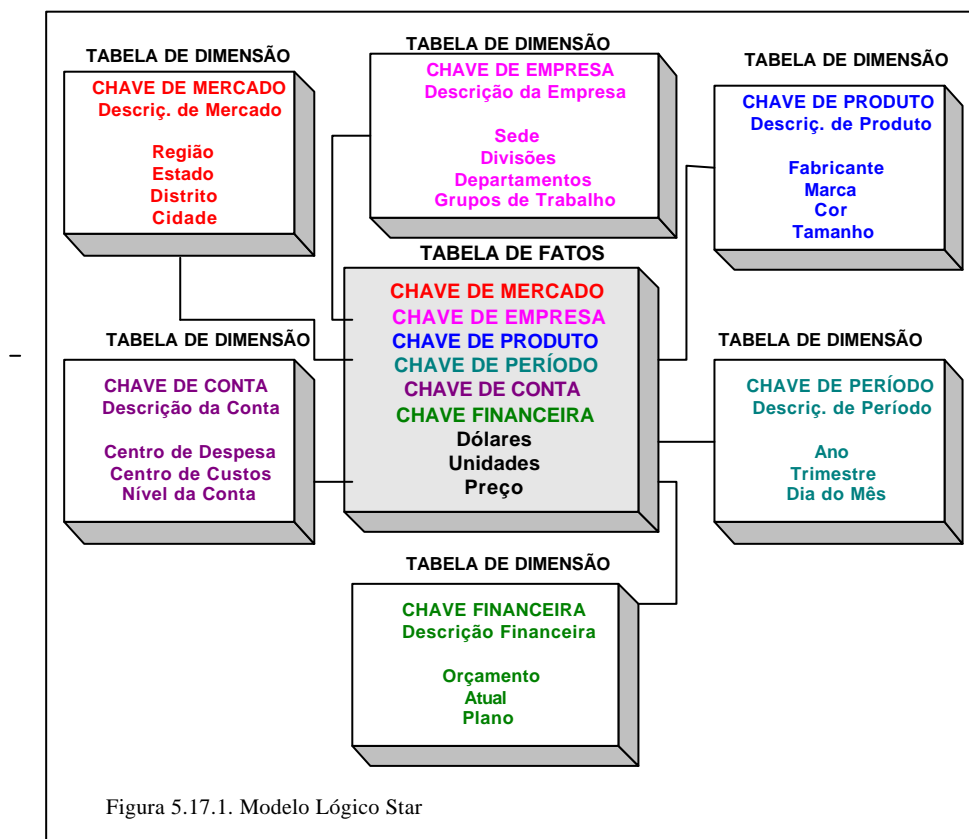 TABELA DE DIMENSÃO
CHAVE DE MERCADO
Descriç. de Mercado
Região
Estado
Distrito
Cidade
TABELA DE DIMENSÃO
CHAVE DE EMPRESA
Descrição da Empresa
Sede
Divisões
Departamentos
Grupos de Trabalho
TABELA DE DIMENSÃO
CHAVE DE PRODUTO
Descriç. de Produto
Fabricante
Marca
Cor
Tamanho
TABELA DE FATOS
CHAVE DE MERCADO
CHAVE DE EMPRESA
CHAVE DE PRODUTO
CHAVE DE PERÍODO
CHAVE DE CONTA
CHAVE FINANCEIRA
Dólares
Unidades
Preço
TABELA DE DIMENSÃO
CHAVE DE CONTA
Descrição da Conta
Centro de Despesa
Centro de Custos
Nível da Conta
TABELA DE DIMENSÃO
CHAVE DE PERÍODO
Descriç. de Período
Ano
Trimestre
Dia do Mês
TABELA DE DIMENSÃO
CHAVE FINANCEIRA
Descrição Financeira
Orçamento
Atual
Plano
Figura 5.17.1. Modelo Lógico Star